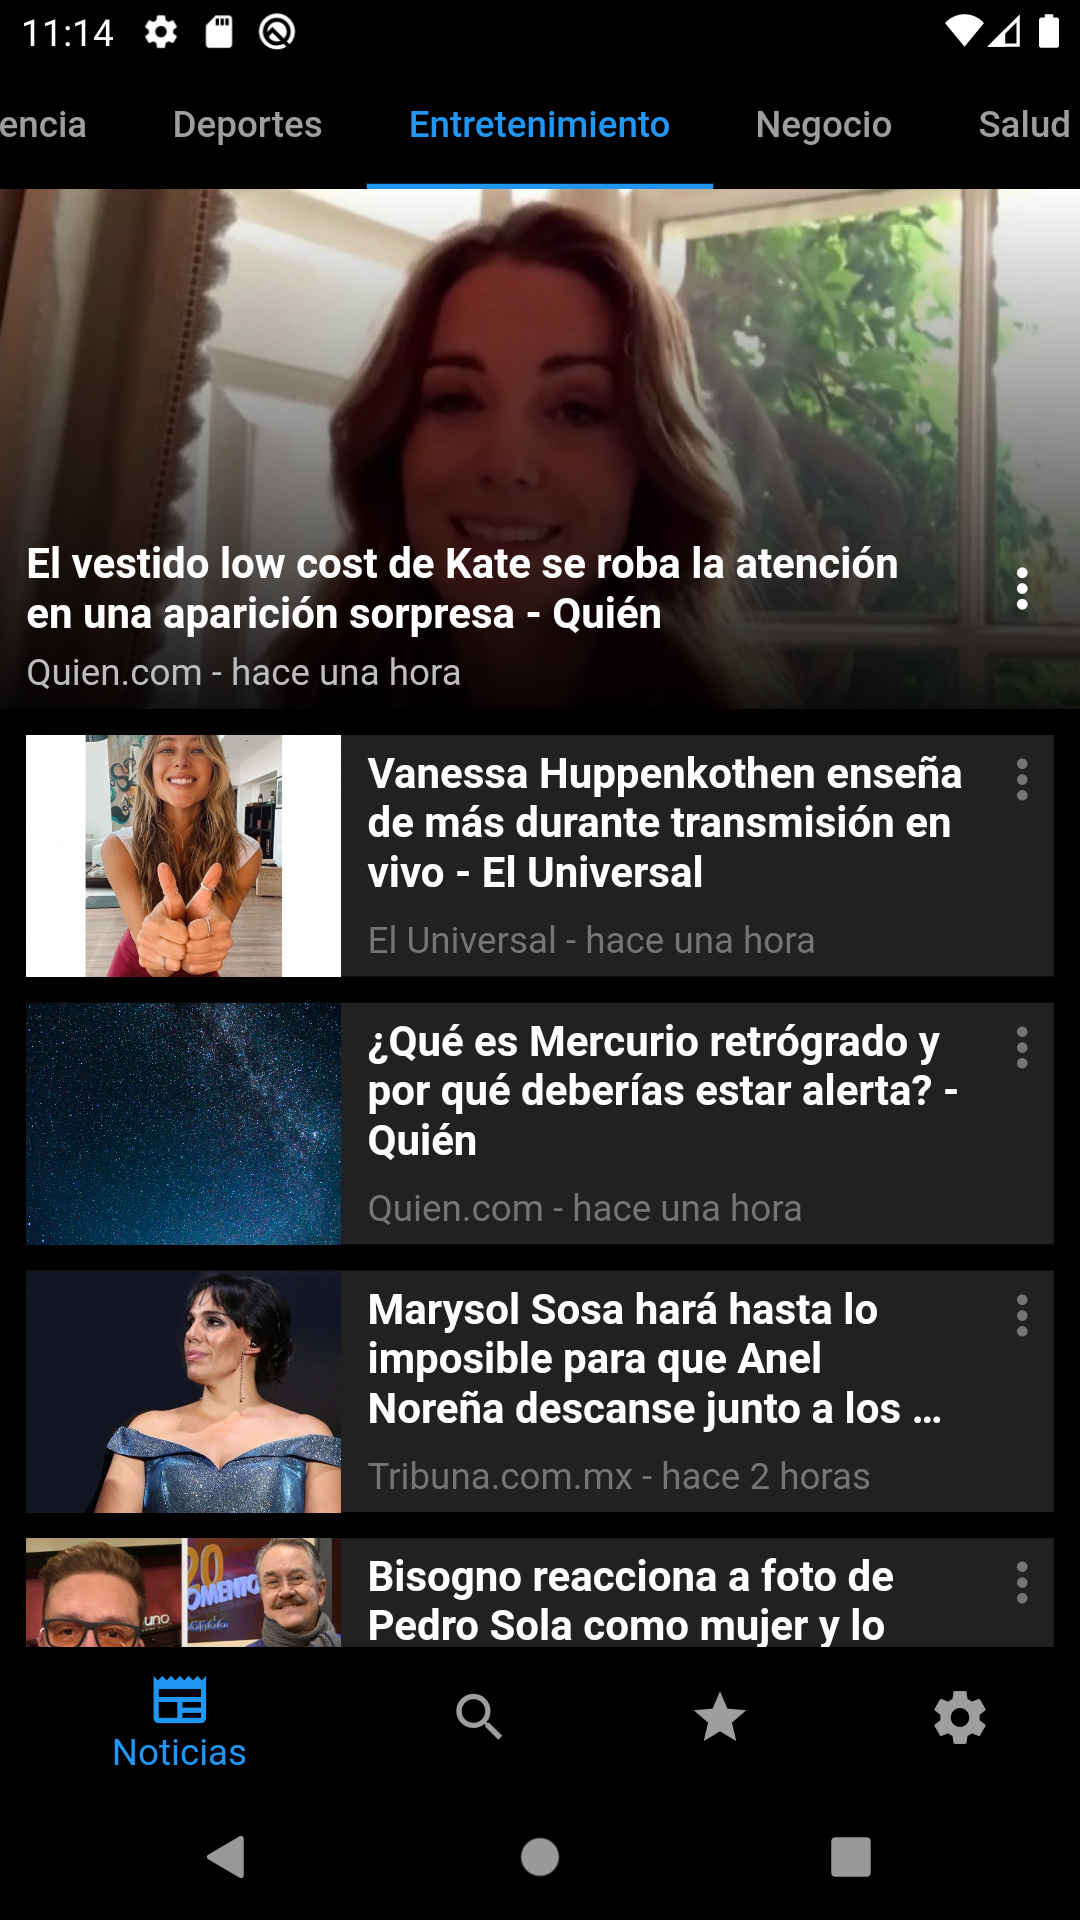 11:14
encia Deportes Entretenimiento Negocio Salud
El vestido low cost de Kate se roba la atención
en una aparición sorpresa - Quién
Quien.com - hace una hora
Vanessa Huppenkothen enseña
de más durante transmisión en
vivo - El Universal
El Universal - hace una hora
¿Qué es Mercurio retrógrado y
por qué deberías estar alerta? -
Quién
Quien.com - hace una hora
Marysol Sosa hará hasta lo
imposible para que Anel
Noreña descanse junto a los ...
Tribuna.com.mx - hace 2 horas
uno
20
OMENTO
Bisogno reacciona a foto de
Pedro Sola como mujer y lo
Noticias